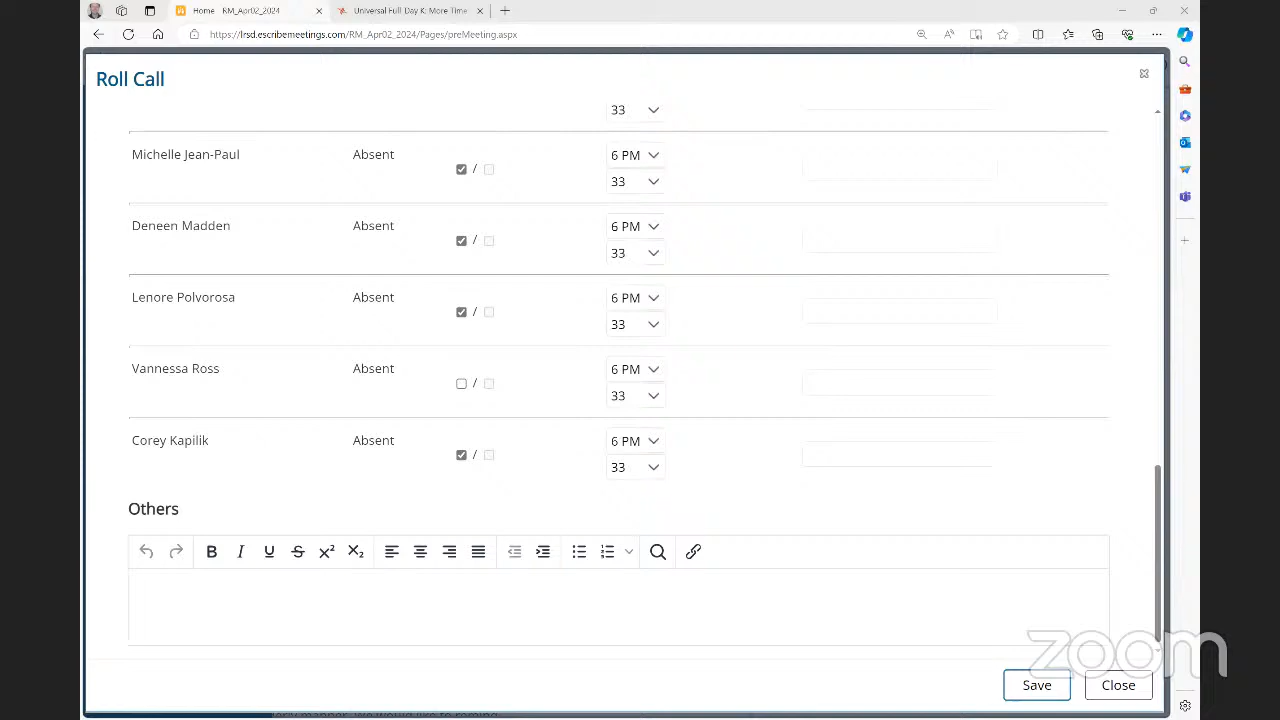 Home RM_Apr02_2024
Universal Full Day K: More Time
https://lrsd.escribemeetings.com/RM_Apr02_2024/Pages/preMeeting.aspx
Roll Call
33
Michelle Jean-Paul Absent / 6 PM
33
Deneen Madden Absent / 6 PM
33
Lenore Polvorosa Absent / 6 PM
33
Vannessa Ross Absent / 6 PM
33
Corey Kapilik Absent / 6 PM
33
Others
B I U S X² X₂
zoom
Save Close